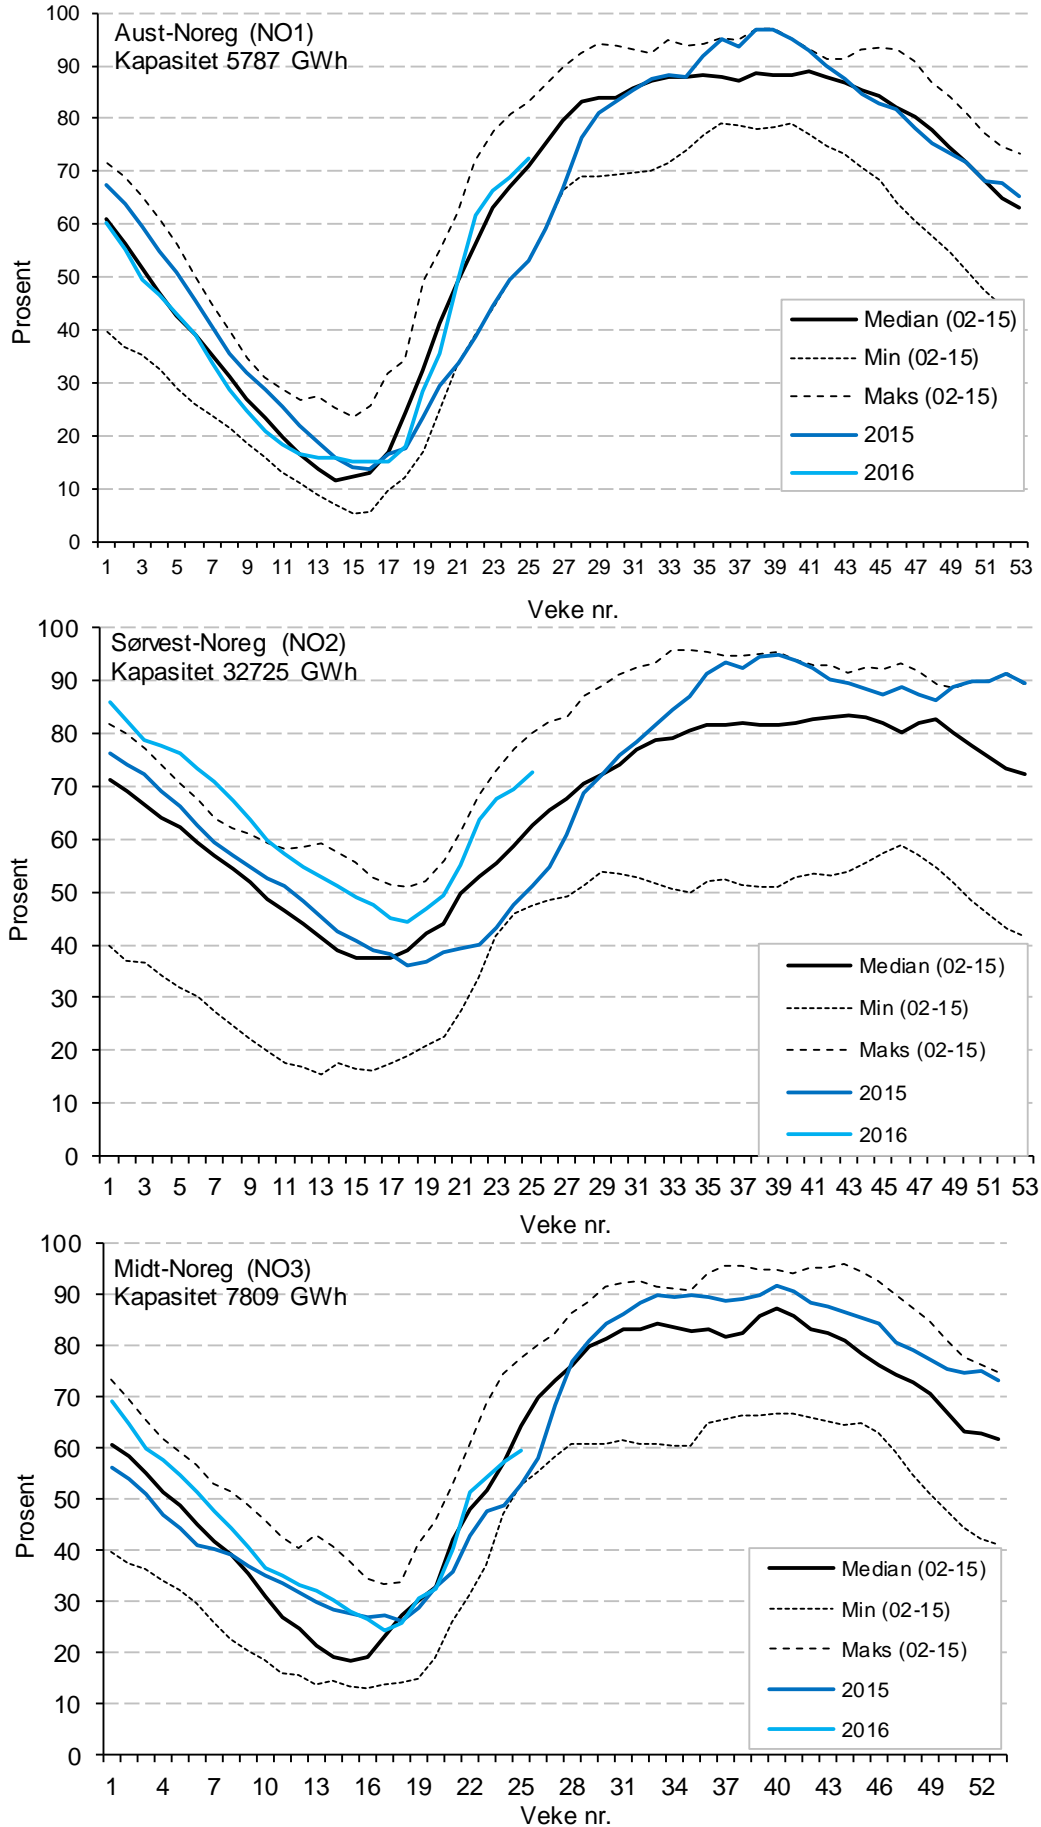 Aust-Noreg (NO1)
Kapasitet 5787 GWh
Prosent
100
90
80
70
60
50
40
30
20
10
0
1 3 5 7 9 11 13 15 17 19 21 23 25 27 29 31 33 35 37 39 41 43 45 47 49 51 53
Veke nr.
Median (02-15)
Min (02-15)
Maks (02-15)
2015
2016
Sørvest-Noreg (NO2)
Kapasitet 32725 GWh
Prosent
100
90
80
70
60
50
40
30
20
10
0
1 3 5 7 9 11 13 15 17 19 21 23 25 27 29 31 33 35 37 39 41 43 45 47 49 51 53
Veke nr.
Median (02-15)
Min (02-15)
Maks (02-15)
2015
2016
Midt-Noreg (NO3)
Kapasitet 7809 GWh
Prosent
100
90
80
70
60
50
40
30
20
10
0
1 4 7 10 13 16 19 22 25 28 31 34 37 40 43 46 49 52
Veke nr.
Median (02-15)
Min (02-15)
Maks (02-15)
2015
2016